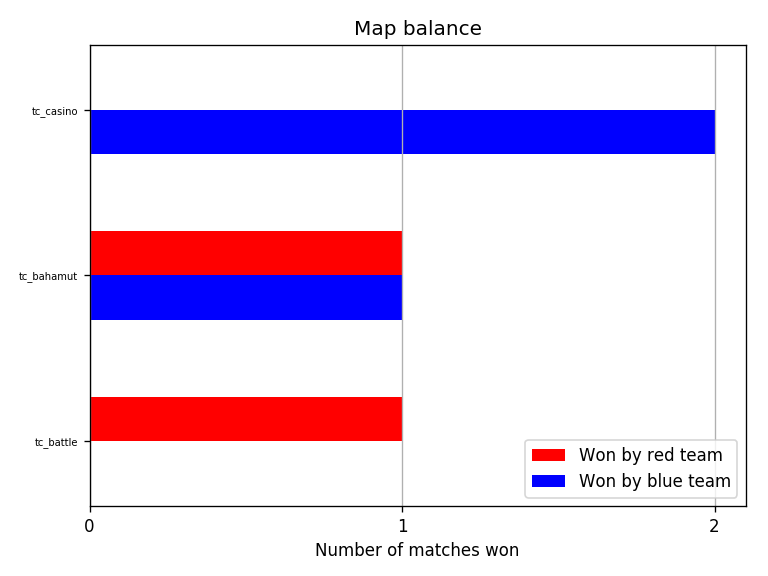 Map balance
tc_casino
tc_bahamut
tc_battle
Won by red team
Won by blue team
0 1 2
Number of matches won